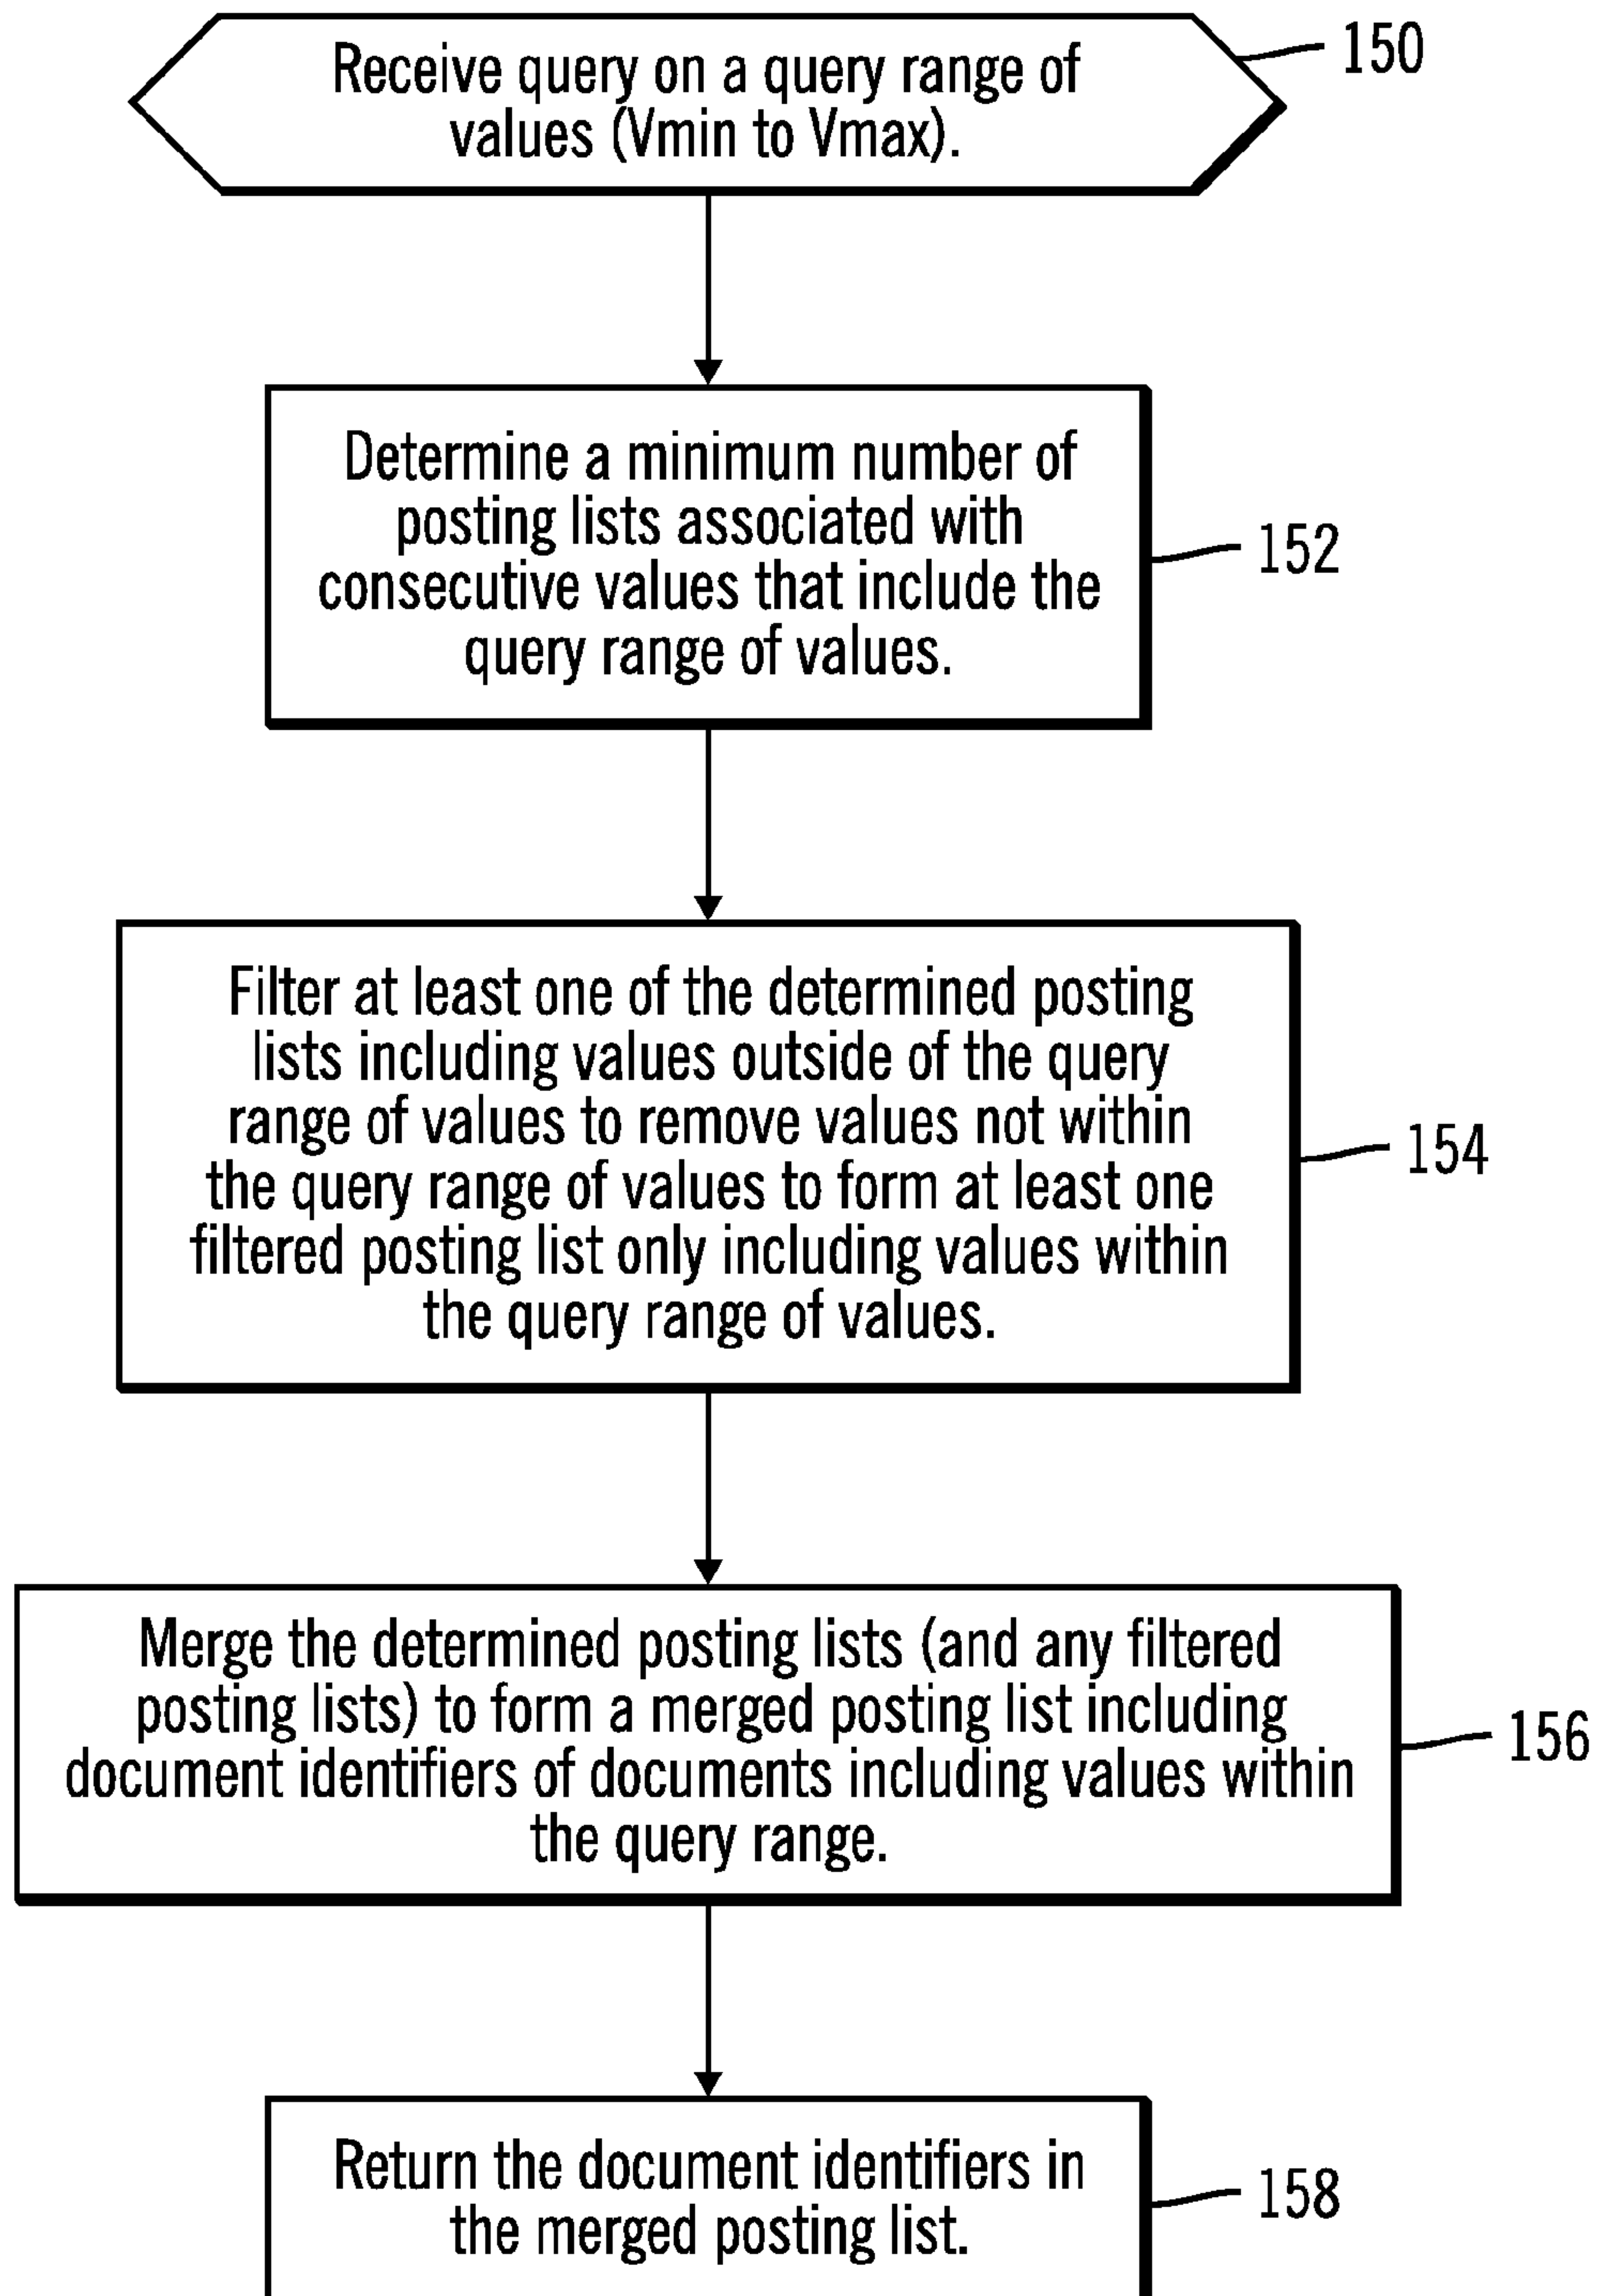 Receive query on a query range of
values (Vmin to Vmax).
150
Determine a minimum number of
posting lists associated with
consecutive values that include the
query range of values.
152
Filter at least one of the determined posting
lists including values outside of the query
range of values to remove values not within
the query range of values to form at least one
filtered posting list only including values within
the query range of values.
154
Merge the determined posting lists (and any filtered
posting lists) to form a merged posting list including
document identifiers of documents including values within
the query range.
156
Return the document identifiers in
the merged posting list.
158